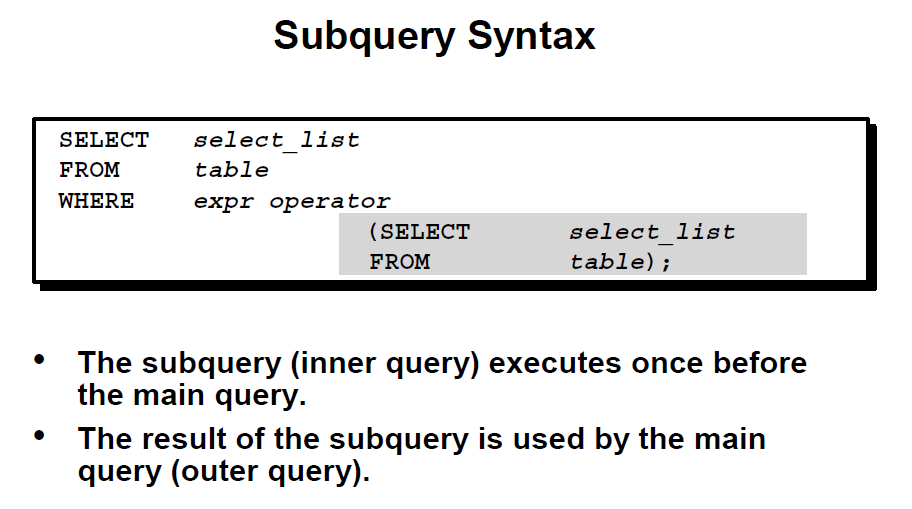 Subquery Syntax
SELECT select_list
FROM table
WHERE expr operator
(SELECT select_list
FROM table);
• The subquery (inner query) executes once before
the main query.
• The result of the subquery is used by the main
query (outer query).